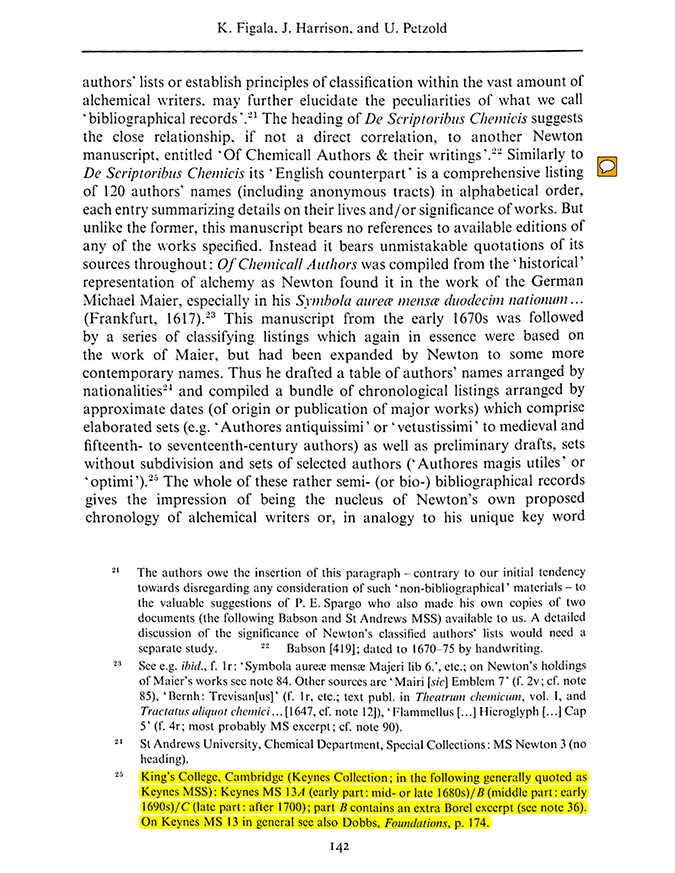 K. Figala, J. Harrison, and U. Petzold
authors' lists or establish principles of classification within the vast amount of
alchemical writers, may further elucidate the peculiarities of what we call
‘bibliographical records’.²¹ The heading of De Scriptoribus Chemicis suggests
the close relationship, if not a direct correlation, to another Newton
manuscript, entitled ‘Of Chemicall Authors & their writings’.²² Similarly to
De Scriptoribus Chemicis its ‘English counterpart’ is a comprehensive listing
of 120 authors' names (including anonymous tracts) in alphabetical order,
each entry summarizing details on their lives and/or significance of works. But
unlike the former, this manuscript bears no references to available editions of
any of the works specified. Instead it bears unmistakable quotations of its
sources throughout: Of Chemicall Authors was compiled from the ‘historical’
representation of alchemy as Newton found it in the work of the German
Michael Maier, especially in his Symbola aureæ mensæ duodecim nationum...
(Frankfurt, 1617).²³ This manuscript from the early 1670s was followed
by a series of classifying listings which again in essence were based on
the work of Maier, but had been expanded by Newton to some more
contemporary names. Thus he drafted a table of authors' names arranged by
nationalities²⁴ and compiled a bundle of chronological listings arranged by
approximate dates (of origin or publication of major works) which comprise
elaborated sets (e.g. ‘Authores antiquissimi’ or ‘vetustissimi’ to medieval and
fifteenth- to seventeenth-century authors) as well as preliminary drafts, sets
without subdivision and sets of selected authors (‘Authores magis utiles’ or
‘optimi’).²⁵ The whole of these rather semi- (or bio-) bibliographical records
gives the impression of being the nucleus of Newton's own proposed
chronology of alchemical writers or, in analogy to his unique key word
²¹ The authors owe the insertion of this paragraph – contrary to our initial tendency
towards disregarding any consideration of such ‘non-bibliographical’ materials – to
the valuable suggestions of P. E. Spargo who also made his own copies of two
documents (the following Babson and St Andrews MSS) available to us. A detailed
discussion of the significance of Newton's classified authors' lists would need a
separate study. ²² Babson [419]; dated to 1670–75 by handwriting.
²³ See e.g. ibid., f. 1r: ‘Symbola aureæ mensæ Majeri lib 6.’, etc.; on Newton's holdings
of Maier's works see note 84. Other sources are ‘Mairi [sic] Emblem 7’ (f. 2v; cf. note
85), ‘Bernh: Trevisan[us]’ (f. 1r, etc.; text publ. in Theatrum chemicum, vol. I, and
Tractatus aliquot chemici...[1647, cf. note 12]), ‘Flammellus [...] Hieroglyph [...] Cap
5’ (f. 4r; most probably MS excerpt; cf. note 90).
²⁴ St Andrews University, Chemical Department, Special Collections: MS Newton 3 (no
heading).
²⁵ King's College, Cambridge (Keynes Collection; in the following generally quoted as
Keynes MSS): Keynes MS 13A (early part: mid- or late 1680s)/B (middle part: early
1690s)/C (late part: after 1700); part B contains an extra Borel excerpt (see note 36).
On Keynes MS 13 in general see also Dobbs, Foundations, p. 174.
142